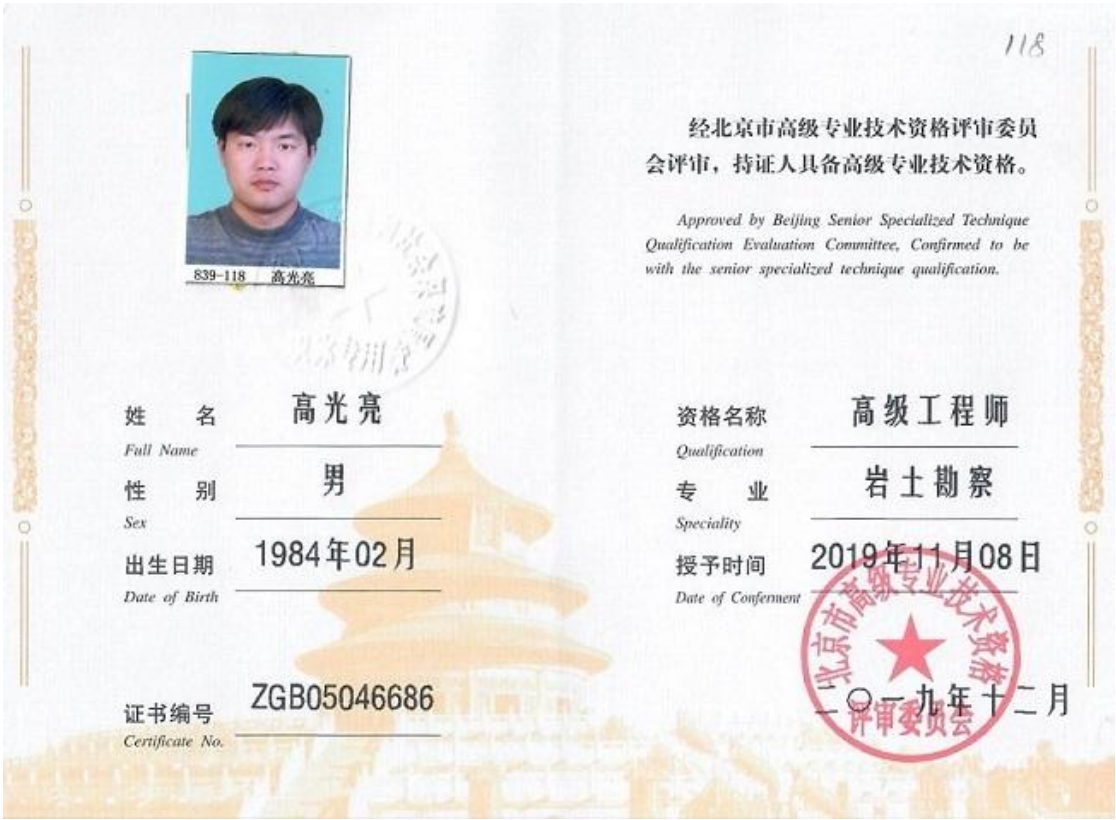 118
839-118 高光亮
姓 名 高光亮
Full Name
性 别 男
Sex
出生日期 1984年02月
Date of Birth
证书编号 ZGB05046686
Certificate No.
经北京市高级专业技术资格评审委员
会评审，持证人具备高级专业技术资格。
Approved by Beijing Senior Specialized Technique
Qualification Evaluation Committee, Confirmed to be
with the senior specialized technique qualification.
资格名称 高级工程师
Qualification
专 业 岩土勘察
Speciality
授予时间 2019年11月08日
Date of Conferment
北京市高级专业技术资格
评审委员会
二〇一九年十二月